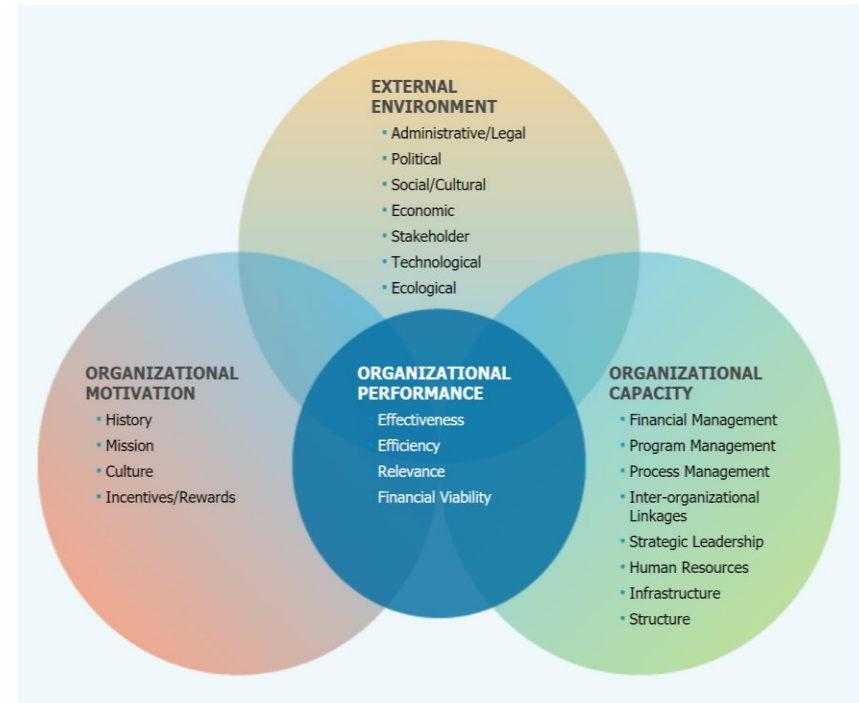 EXTERNAL
ENVIRONMENT
• Administrative/Legal
• Political
• Social/Cultural
• Economic
• Stakeholder
• Technological
• Ecological
ORGANIZATIONAL
MOTIVATION
• History
• Mission
• Culture
• Incentives/Rewards
ORGANIZATIONAL
PERFORMANCE
Effectiveness
Efficiency
Relevance
Financial Viability
ORGANIZATIONAL
CAPACITY
• Financial Management
• Program Management
• Process Management
• Inter-organizational
Linkages
• Strategic Leadership
• Human Resources
• Infrastructure
• Structure